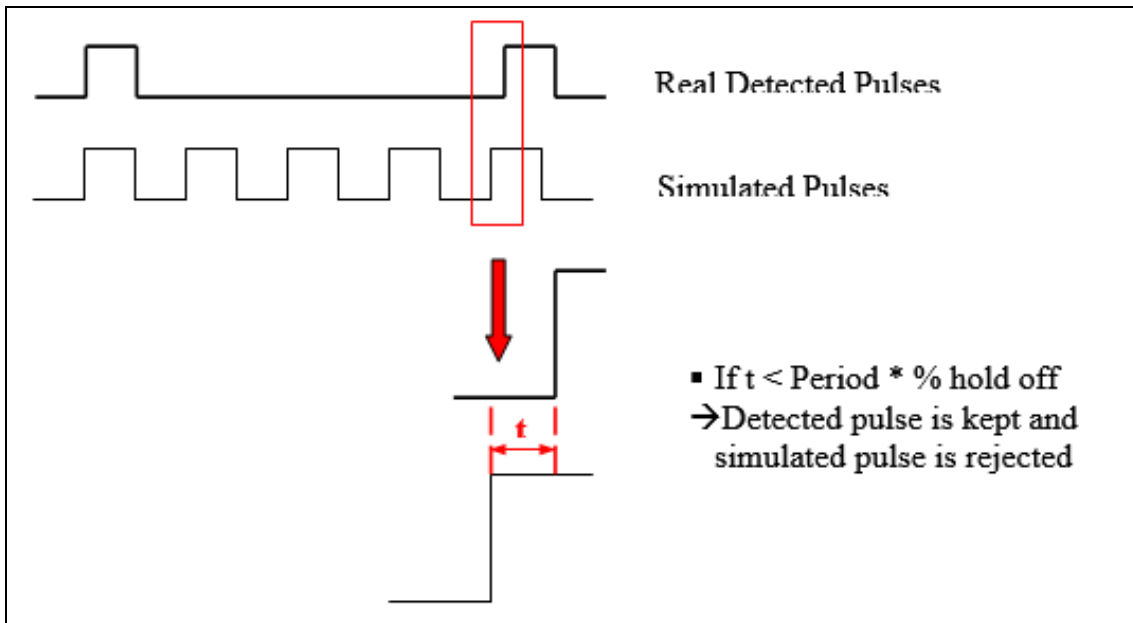 Real Detected Pulses
Simulated Pulses
t
▪ If t < Period * % hold off
→Detected pulse is kept and
simulated pulse is rejected